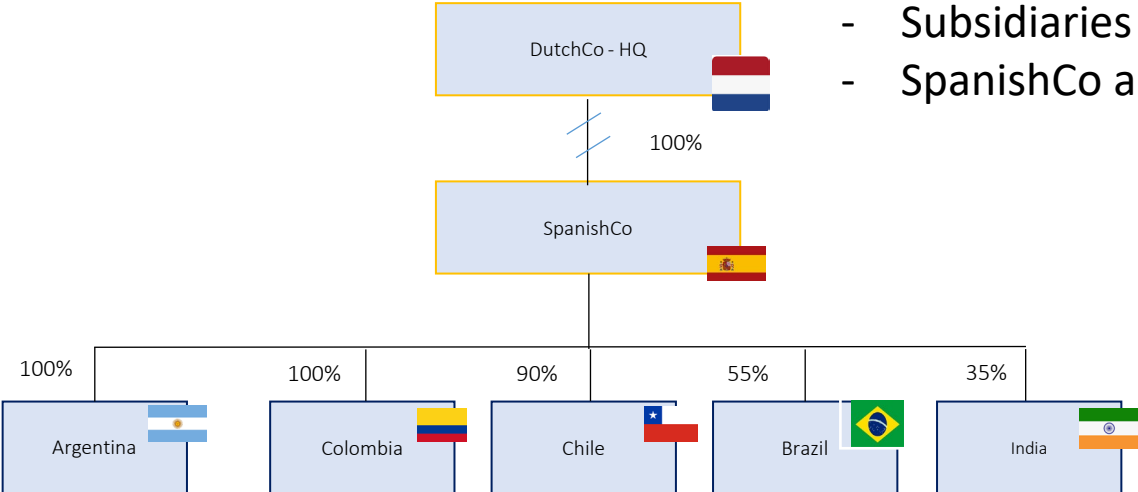 DutchCo - HQ
- Subsidiaries
- SpanishCo a
100%
SpanishCo
100%
100%
90%
55%
35%
Argentina
Colombia
Chile
Brazil
India